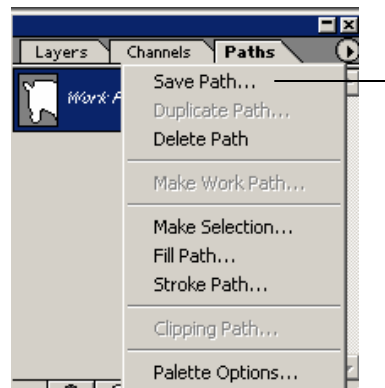 Layers Channels Paths
Save Path...
Work
Duplicate Path...
Delete Path
Make Work Path...
Make Selection...
Fill Path...
Stroke Path...
Clipping Path...
Palette Options...